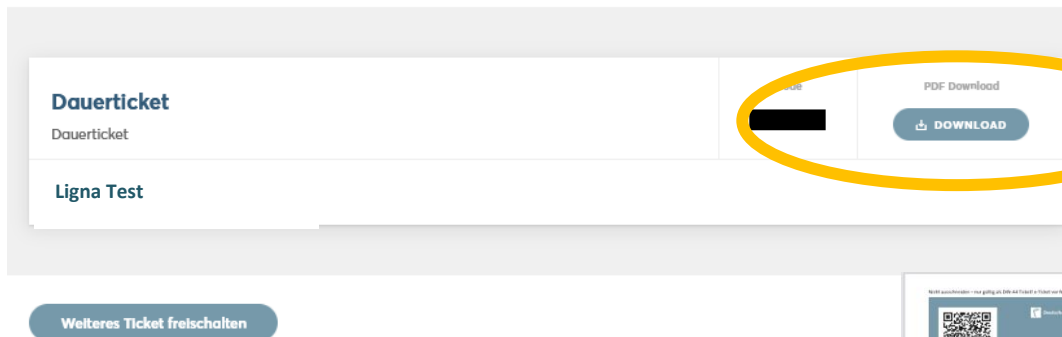 Dauerticket
PDF Download
DOWNLOAD
Dauerticket
Ligna Test
Weiteres Ticket freischalten